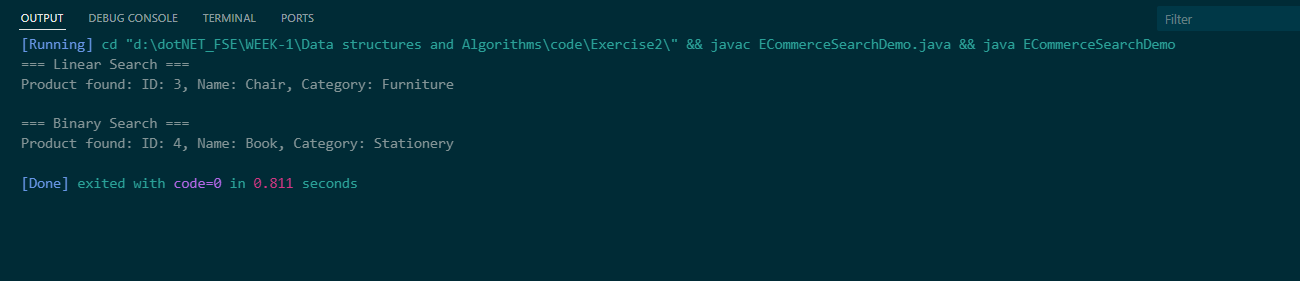 OUTPUT DEBUG CONSOLE TERMINAL PORTS Filter
[Running] cd "d:\dotNET_FSE\WEEK-1\Data structures and Algorithms\code\Exercise2\" && javac ECommerceSearchDemo.java && java ECommerceSearchDemo
=== Linear Search ===
Product found: ID: 3, Name: Chair, Category: Furniture
=== Binary Search ===
Product found: ID: 4, Name: Book, Category: Stationery
[Done] exited with code=0 in 0.811 seconds